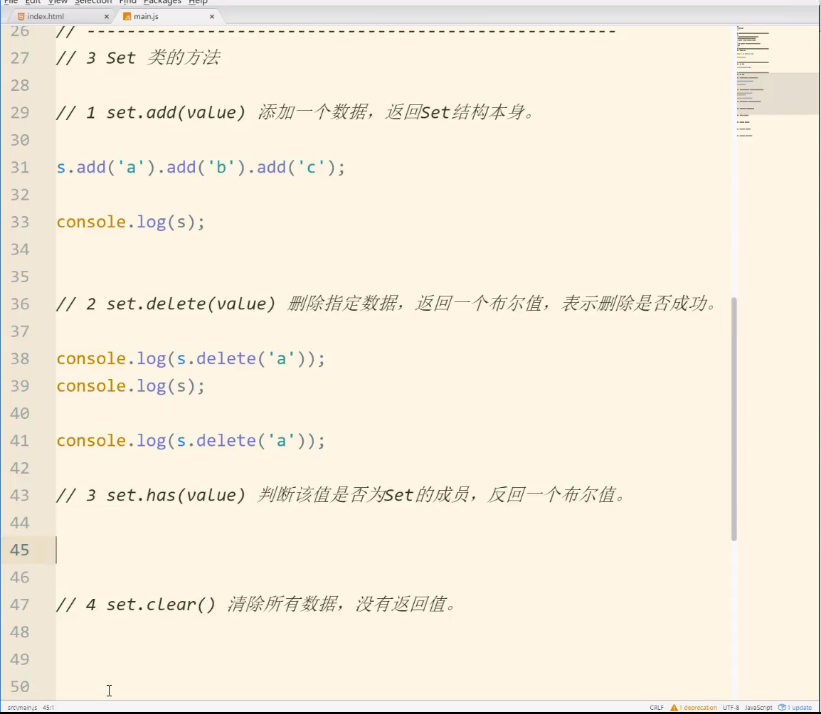 File Edit View Selection Find Packages Help
index.html × main.js ×
26 // -----------------------------------------------------
27 // 3 Set 类的方法
28
29 // 1 set.add(value) 添加一个数据，返回Set结构本身。
30
31 s.add('a').add('b').add('c');
32
33 console.log(s);
34
35
36 // 2 set.delete(value) 删除指定数据，返回一个布尔值，表示删除是否成功。
37
38 console.log(s.delete('a'));
39 console.log(s);
40
41 console.log(s.delete('a'));
42
43 // 3 set.has(value) 判断该值是否为Set的成员，反回一个布尔值。
44
45
46
47 // 4 set.clear() 清除所有数据，没有返回值。
48
49
50
src\main.js 45:1 CRLF 1 deprecation UTF-8 JavaScript 1 update